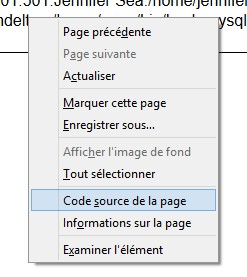 01:501:Jennifer Sea:/home/jennifer
Page précédente
Page suivante
Actualiser
Marquer cette page
Enregistrer sous...
Afficher l'image de fond
Tout sélectionner
Code source de la page
Informations sur la page
Examiner l'élément